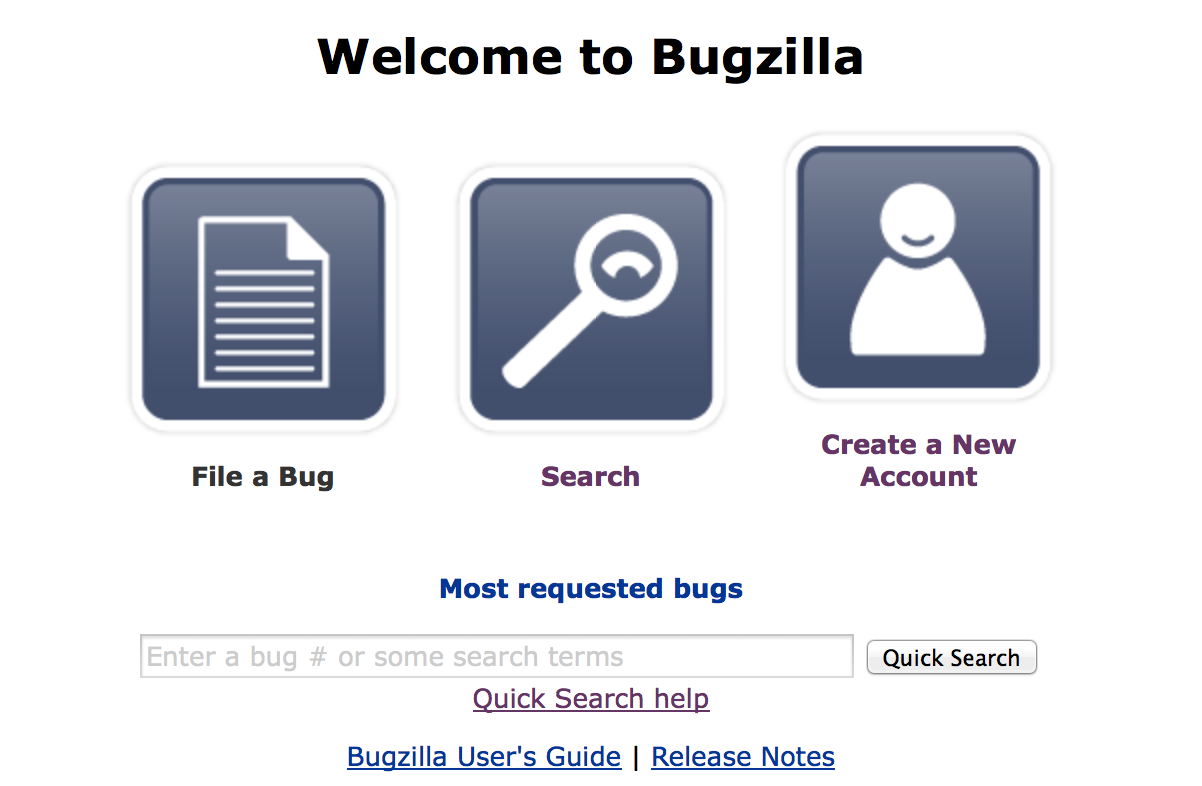 Welcome to Bugzilla
File a Bug
Search
Create a New
Account
Most requested bugs
Enter a bug # or some search terms
Quick Search
Quick Search help
Bugzilla User's Guide | Release Notes